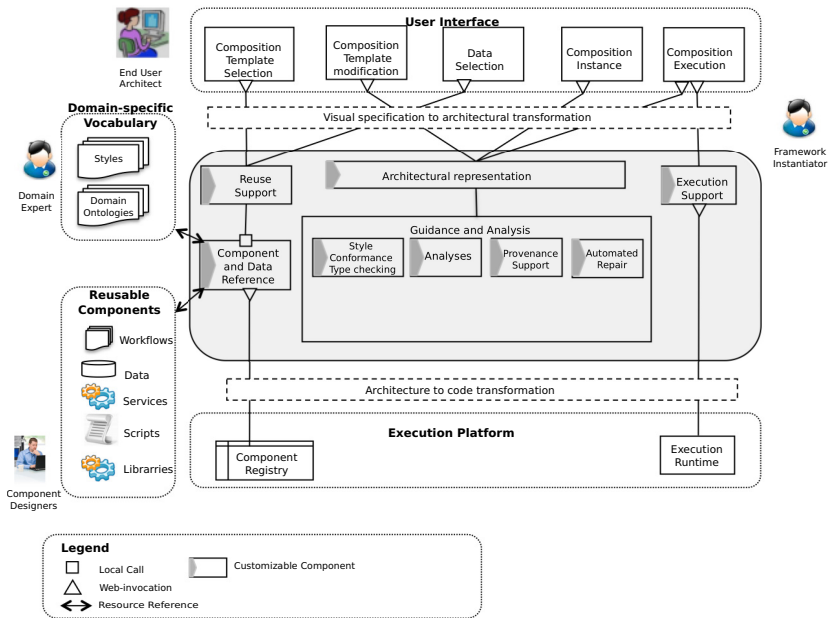 User Interface
Composition
Template
Selection
Composition
Template
modification
Data
Selection
Composition
Instance
Composition
Execution
End User
Architect
Visual specification to architectural transformation
Framework
Instantiator
Domain-specific
Vocabulary
Styles
Domain
Ontologies
Domain
Expert
Reuse
Support
Architectural representation
Execution
Support
Component
and Data
Reference
Guidance and Analysis
Style
Conformance
Type checking
Analyses
Provenance
Support
Automated
Repair
Reusable
Components
Workflows
Data
Services
Scripts
Librarries
Component
Designers
Architecture to code transformation
Execution Platform
Component
Registry
Execution
Runtime
Legend
Local Call
Customizable Component
Web-invocation
Resource Reference